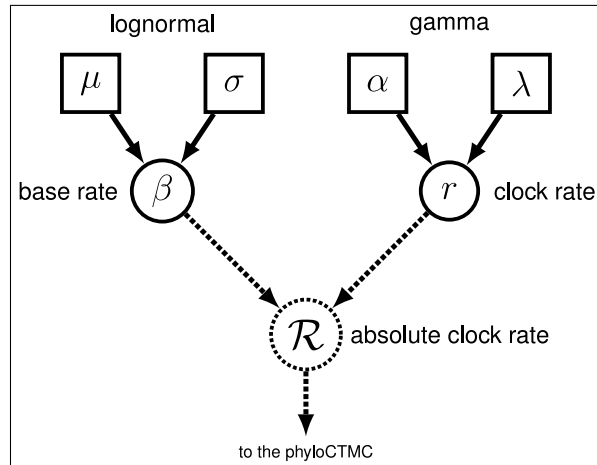 lognormal gamma
μ σ α λ
base rate β r clock rate
ℛ absolute clock rate
to the phyloCTMC